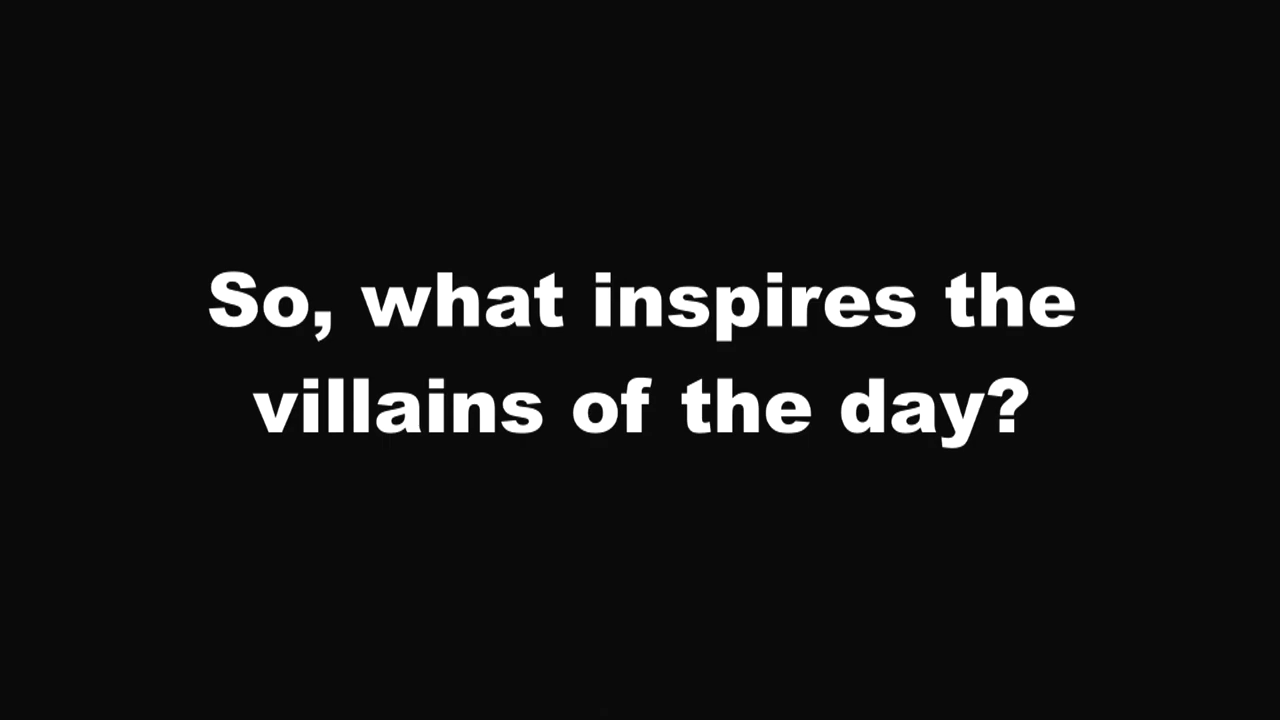 So, what inspires the
villains of the day?